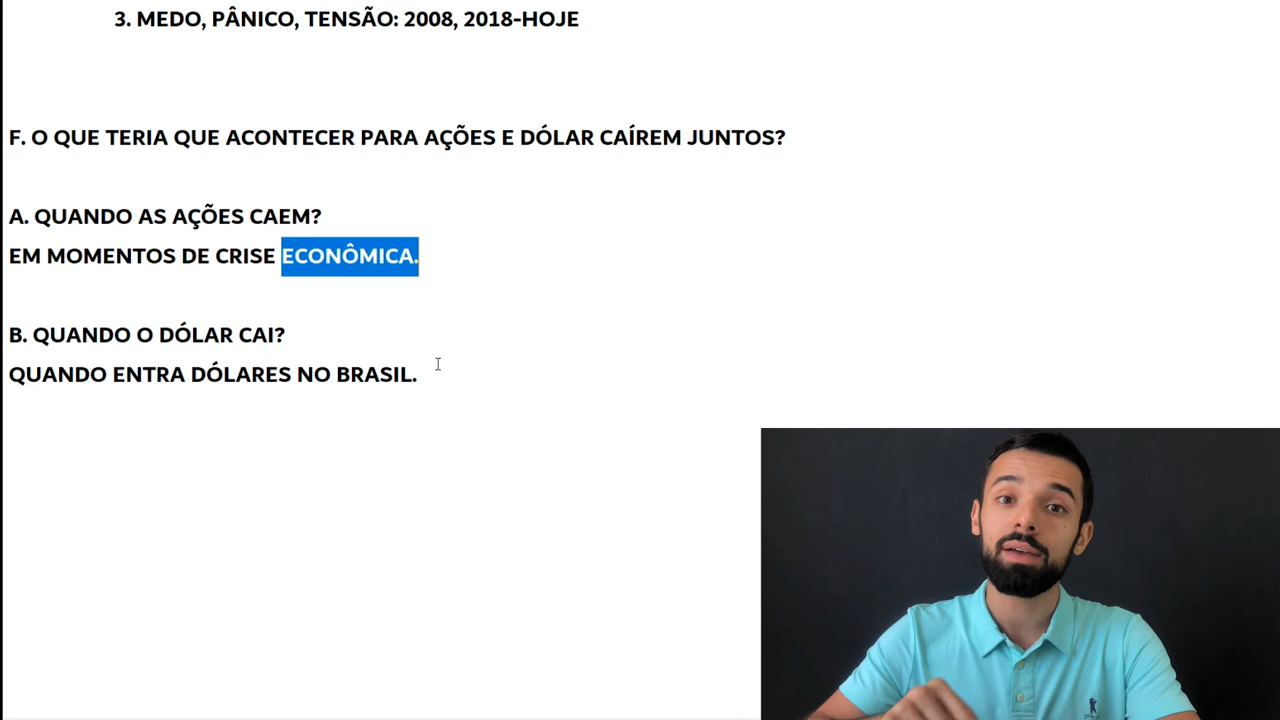 3. MEDO, PÂNICO, TENSÃO: 2008, 2018-HOJE
F. O QUE TERIA QUE ACONTECER PARA AÇÕES E DÓLAR CAÍREM JUNTOS?
A. QUANDO AS AÇÕES CAEM?
EM MOMENTOS DE CRISE ECONÔMICA.
B. QUANDO O DÓLAR CAI?
QUANDO ENTRA DÓLARES NO BRASIL.